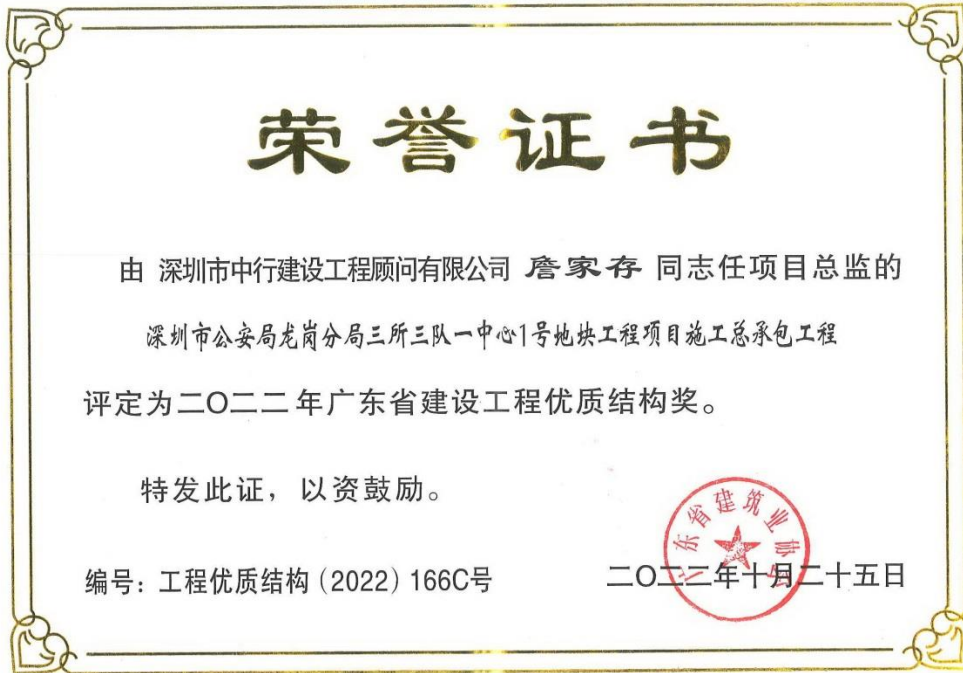 荣誉证书
由 深圳市中行建设工程顾问有限公司 詹家存 同志任项目总监的
深圳市公安局龙岗分局三所三队一中心1号地块工程项目施工总承包工程
评定为二〇二二年广东省建设工程优质结构奖。
特发此证，以资鼓励。
广东省建筑业协会
编号：工程优质结构（2022）166C号
二〇二二年十月二十五日